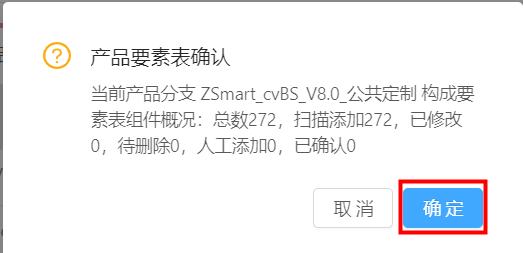 产品要素表确认
当前产品分支 ZSmart_cvBS_V8.0_公共定制 构成要
素表组件概况：总数272，扫描添加272，已修改
0，待删除0，人工添加0，已确认0
取消 确定